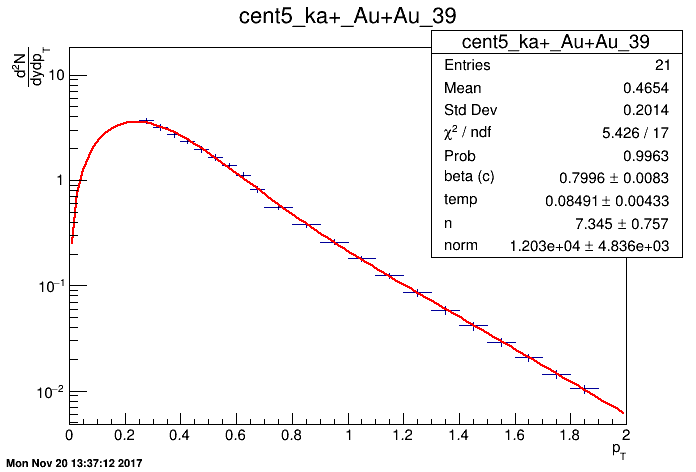 cent5_ka+_Au+Au_39
cent5_ka+_Au+Au_39
Entries 21
Mean 0.4654
Std Dev 0.2014
χ² / ndf 5.426 / 17
Prob 0.9963
beta (c) 0.7996 ± 0.0083
temp 0.08491 ± 0.00433
n 7.345 ± 0.757
norm 1.203e+04 ± 4.836e+03
d²N
dydp_T
10
1
10⁻¹
10⁻²
0 0.2 0.4 0.6 0.8 1 1.2 1.4 1.6 1.8 2
p_T
Mon Nov 20 13:37:12 2017